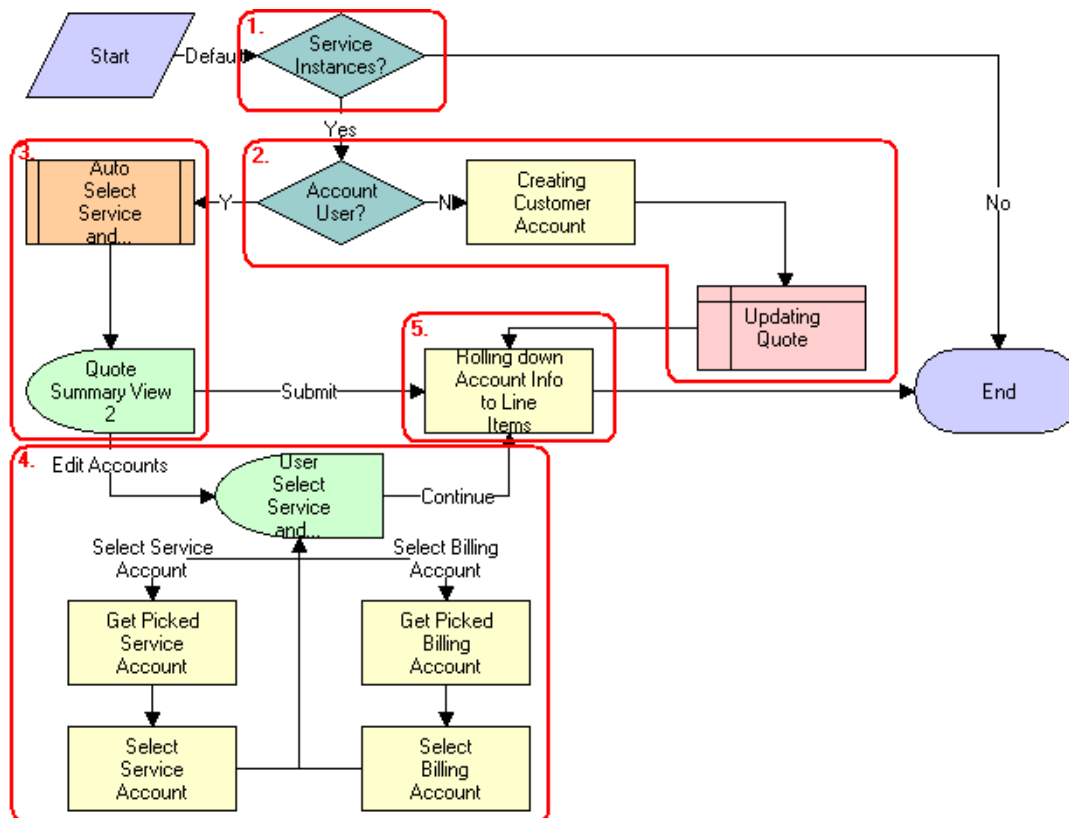 1.
Start
Default
Service
Instances?
Yes
No
3.
Auto
Select
Service
and...
Y
2.
Account
User?
N
Creating
Customer
Account
Updating
Quote
5.
Rolling down
Account Info
to Line
Items
End
Quote
Summary View
2
Submit
4.
Edit Accounts
User
Select
Service
and...
Continue
Select Service
Account
Select Billing
Account
Get Picked
Service
Account
Get Picked
Billing
Account
Select
Service
Account
Select
Billing
Account